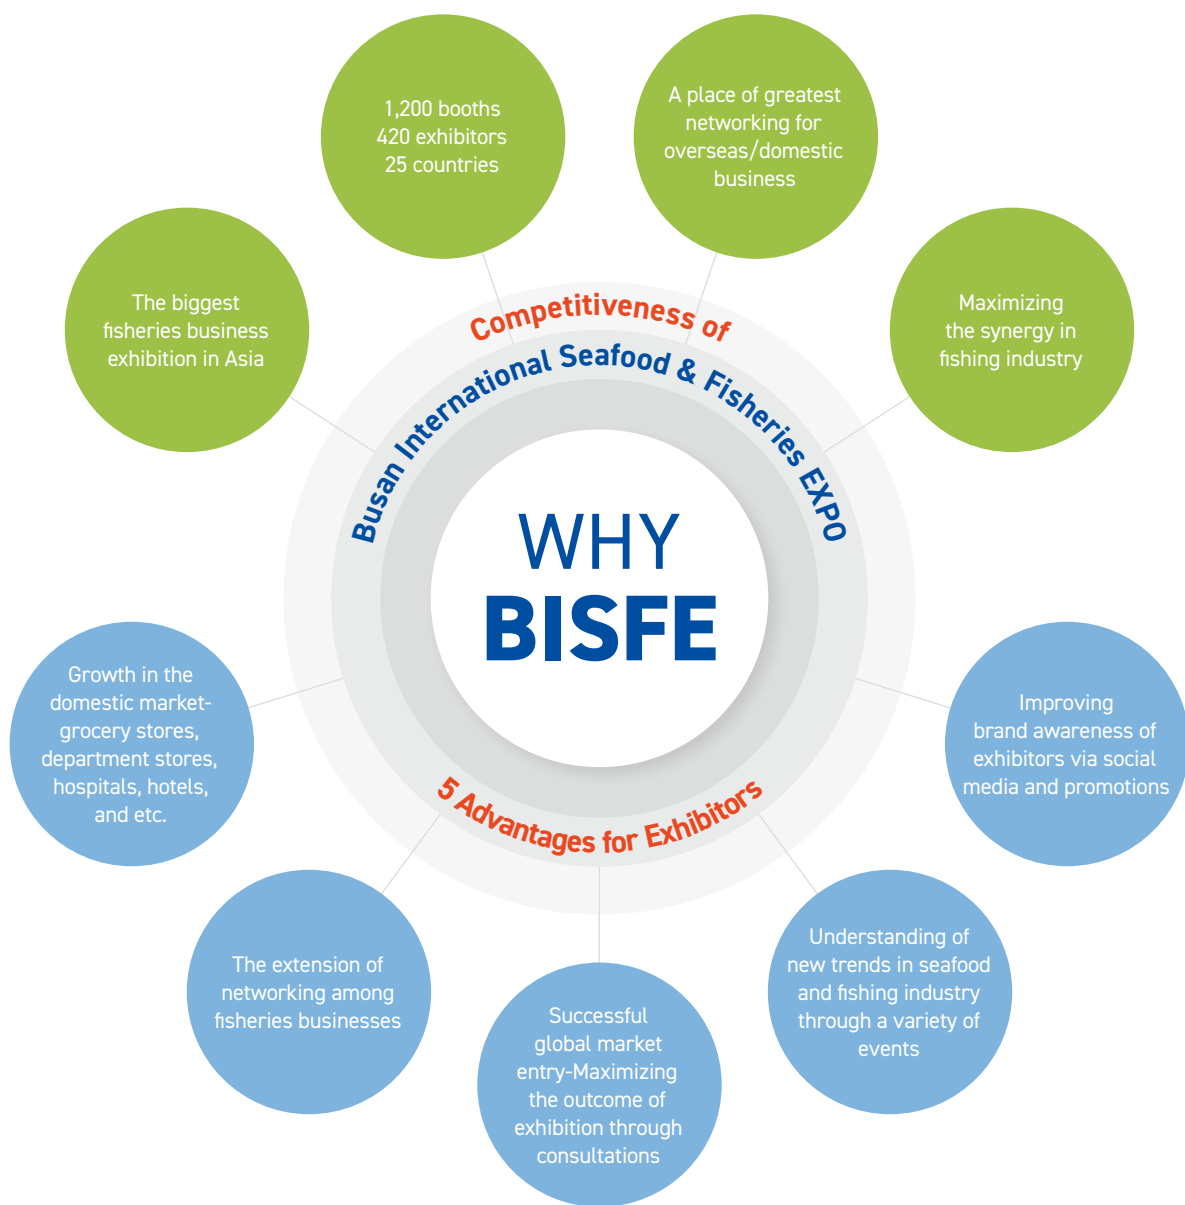 1,200 booths
420 exhibitors
25 countries
A place of greatest
networking for
overseas/domestic
business
The biggest
fisheries business
exhibition in Asia
Maximizing
the synergy in
fishing industry
Competitiveness of
Busan International Seafood & Fisheries EXPO
WHY
BISFE
5 Advantages for Exhibitors
Growth in the
domestic market-
grocery stores,
department stores,
hospitals, hotels,
and etc.
The extension of
networking among
fisheries businesses
Successful
global market
entry-Maximizing
the outcome of
exhibition through
consultations
Understanding of
new trends in seafood
and fishing industry
through a variety of
events
Improving
brand awareness of
exhibitors via social
media and promotions